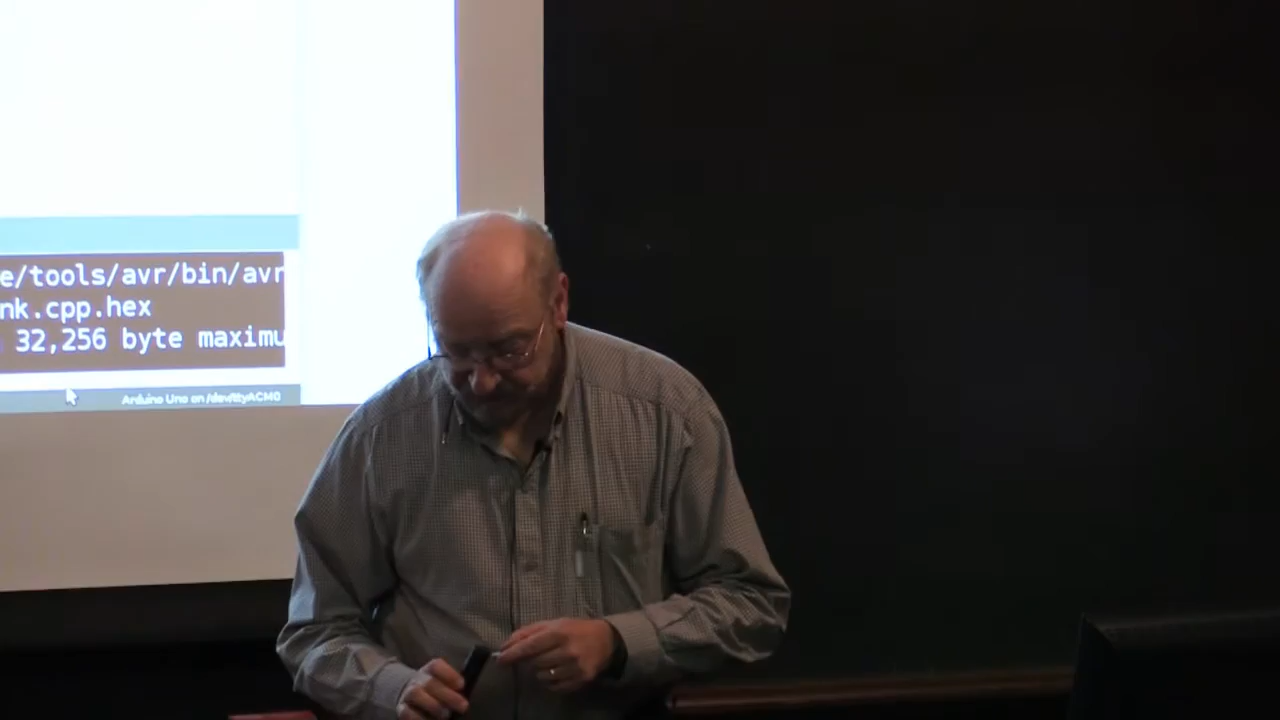 e/tools/avr/bin/avr
nk.cpp.hex
32,256 byte maximu
Arduino Uno on /dev/ttyACM0